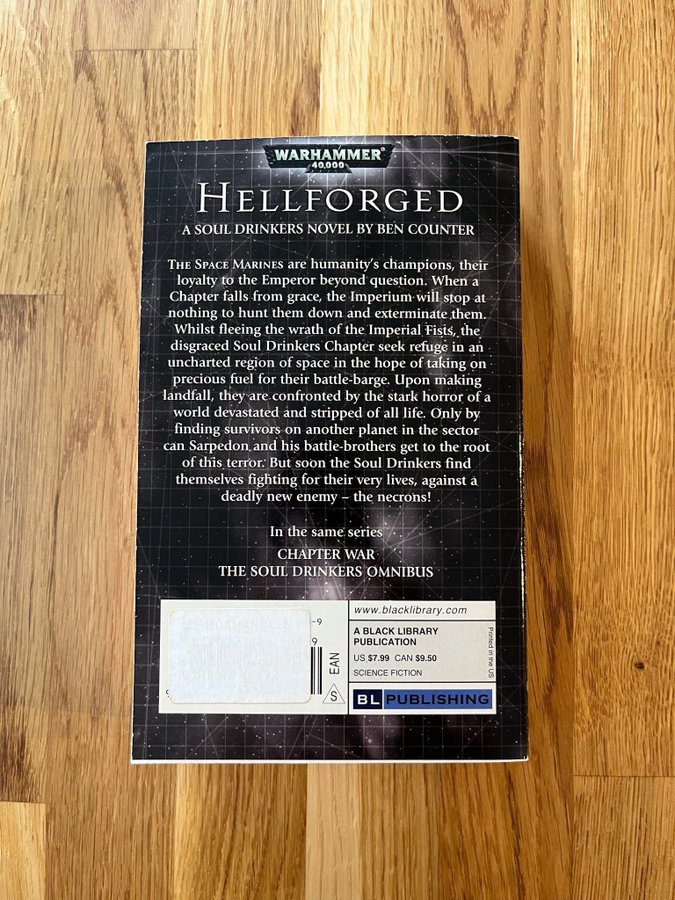 WARHAMMER®
40,000
HELLFORGED
A SOUL DRINKERS NOVEL BY BEN COUNTER
THE SPACE MARINES are humanity's champions, their
loyalty to the Emperor beyond question. When a
Chapter falls from grace, the Imperium will stop at
nothing to hunt them down and exterminate them.
Whilst fleeing the wrath of the Imperial Fists, the
disgraced Soul Drinkers Chapter seek refuge in an
uncharted region of space in the hope of taking on
precious fuel for their battle-barge. Upon making
landfall, they are confronted by the stark horror of a
world devastated and stripped of all life. Only by
finding survivors on another planet in the sector
can Sarpedon and his battle-brothers get to the root
of this terror. But soon the Soul Drinkers find
themselves fighting for their very lives, against a
deadly new enemy – the necrons!
In the same series
CHAPTER WAR
THE SOUL DRINKERS OMNIBUS
-9
9
EAN
S
www.blacklibrary.com
A BLACK LIBRARY
PUBLICATION
US $7.99 CAN $9.50
SCIENCE FICTION
Printed in the US
BL PUBLISHING